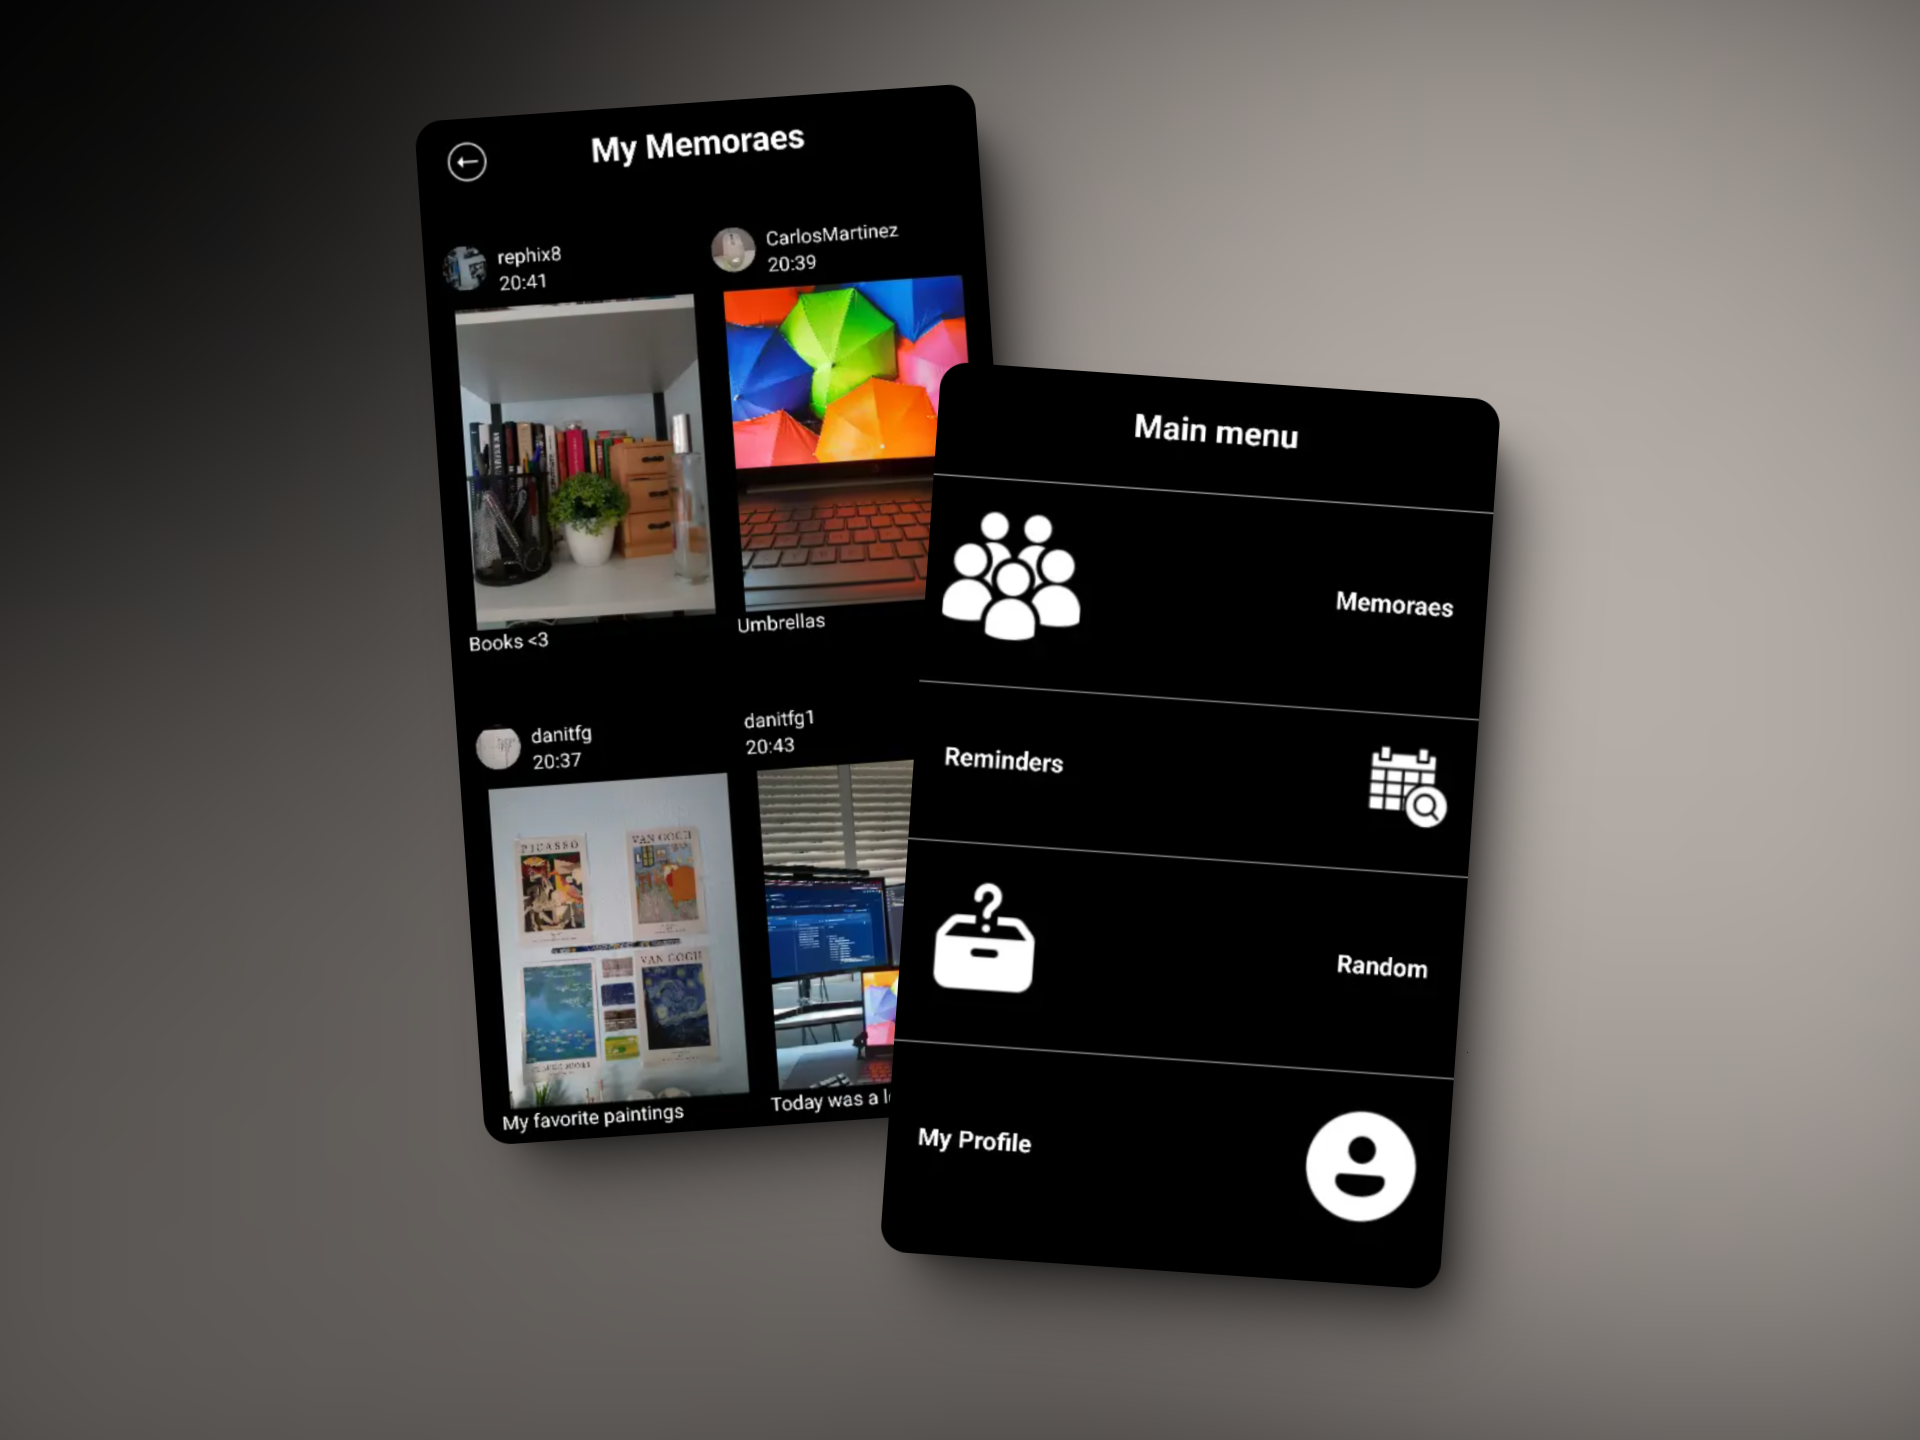 My Memoraes
rephix8
20:41
CarlosMartinez
20:39
Books <3
Umbrellas
danitfg
20:37
danitfg1
20:43
PICASSO
VAN GOGH
VAN GOGH
My favorite paintings
Today was a
Main menu
Memoraes
Reminders
Random
My Profile